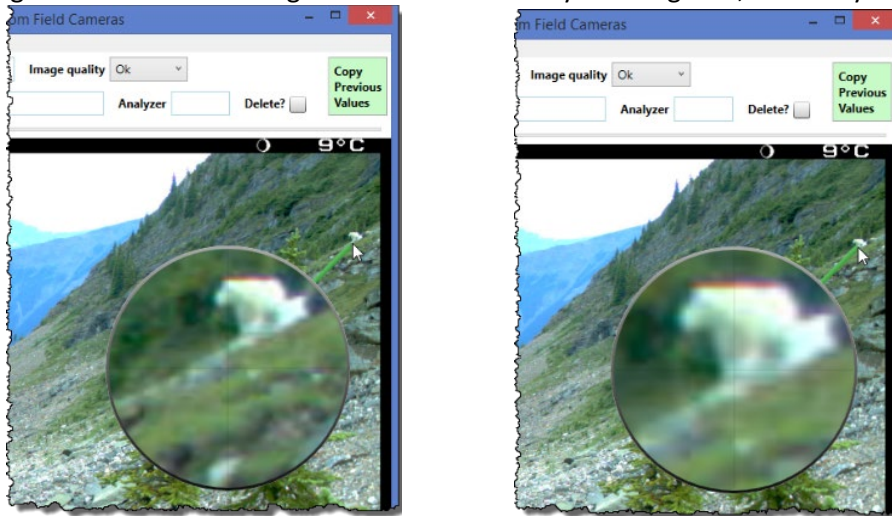 om Field Cameras
Image quality Ok
Copy
Previous
Values
Analyzer
Delete?
9°C
m Field Cameras
Image quality Ok
Copy
Previous
Values
Analyzer
Delete?
9°C